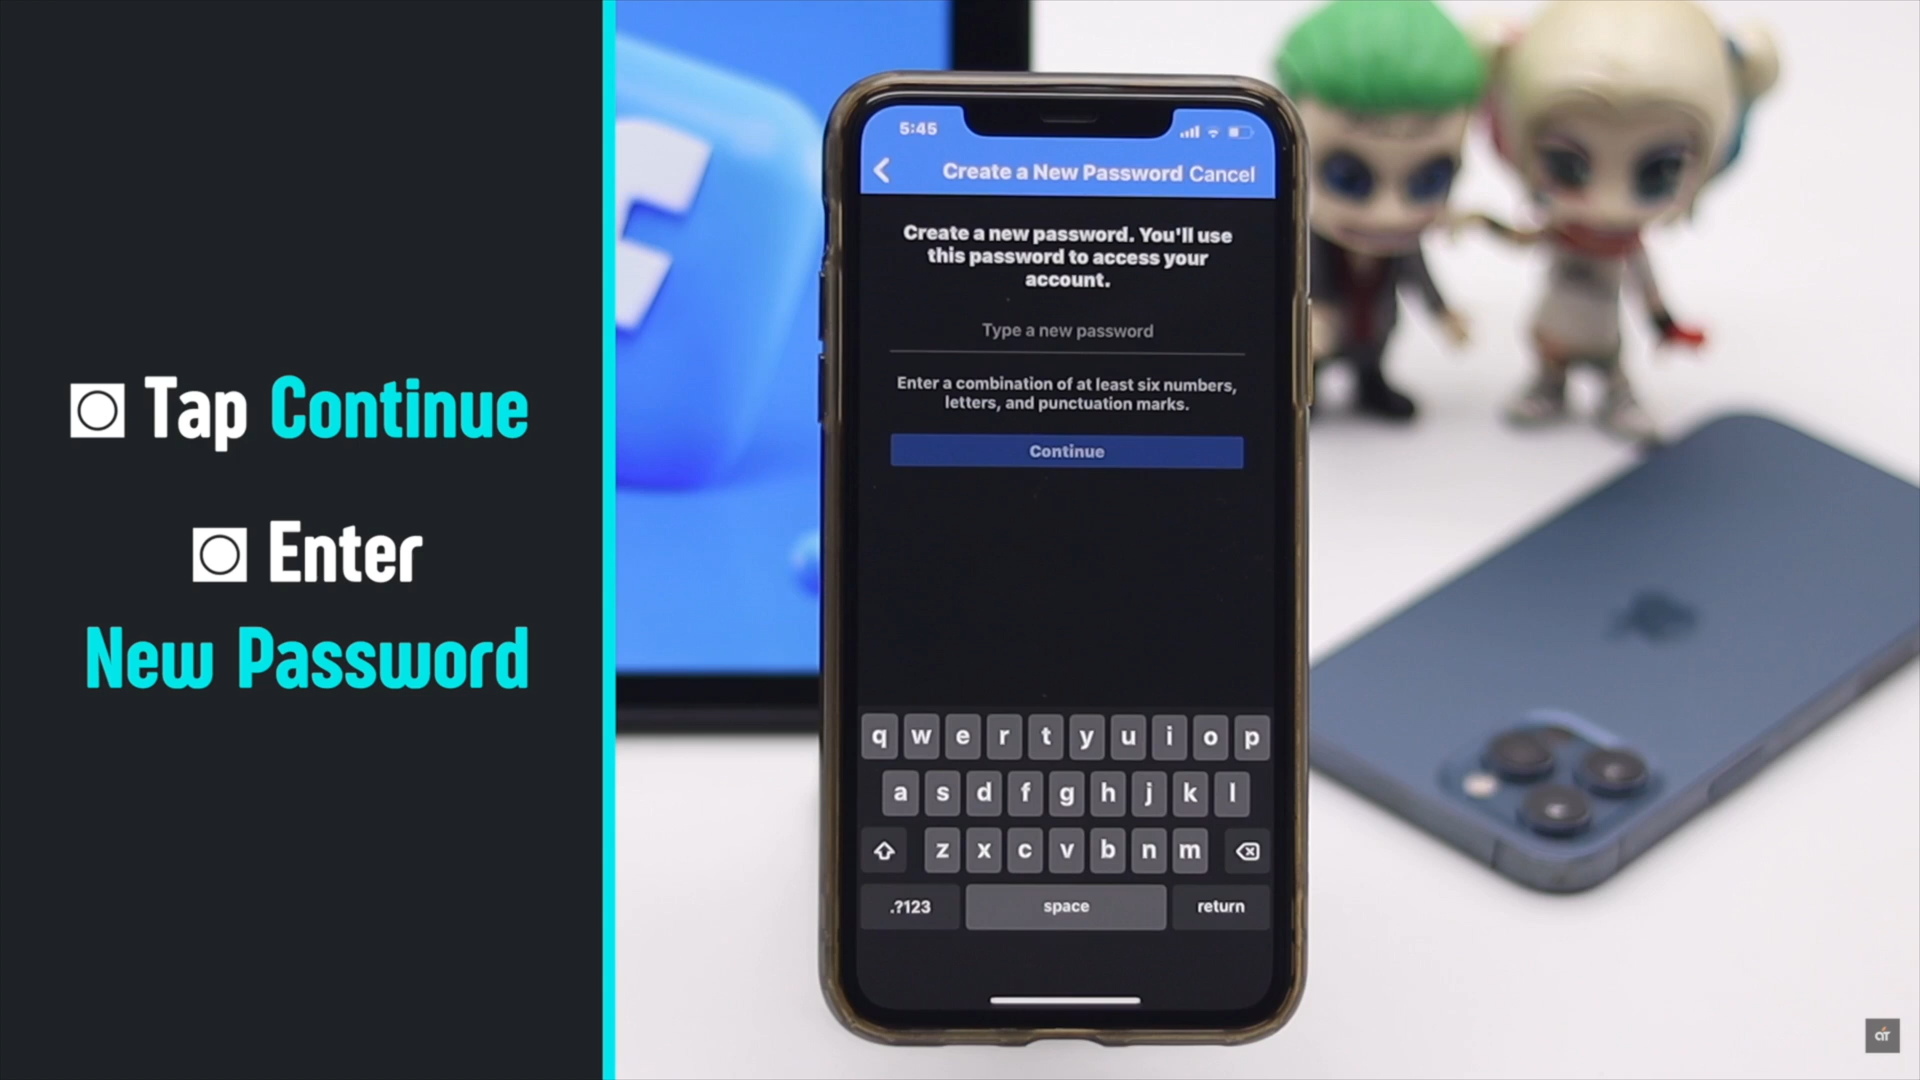 Tap Continue
Enter
New Password
5:45
Create a New Password Cancel
Create a new password. You'll use
this password to access your
account.
Type a new password
Enter a combination of at least six numbers,
letters, and punctuation marks.
Continue
q w e r t y u i o p
a s d f g h j k l
z x c v b n m
.?123 space return